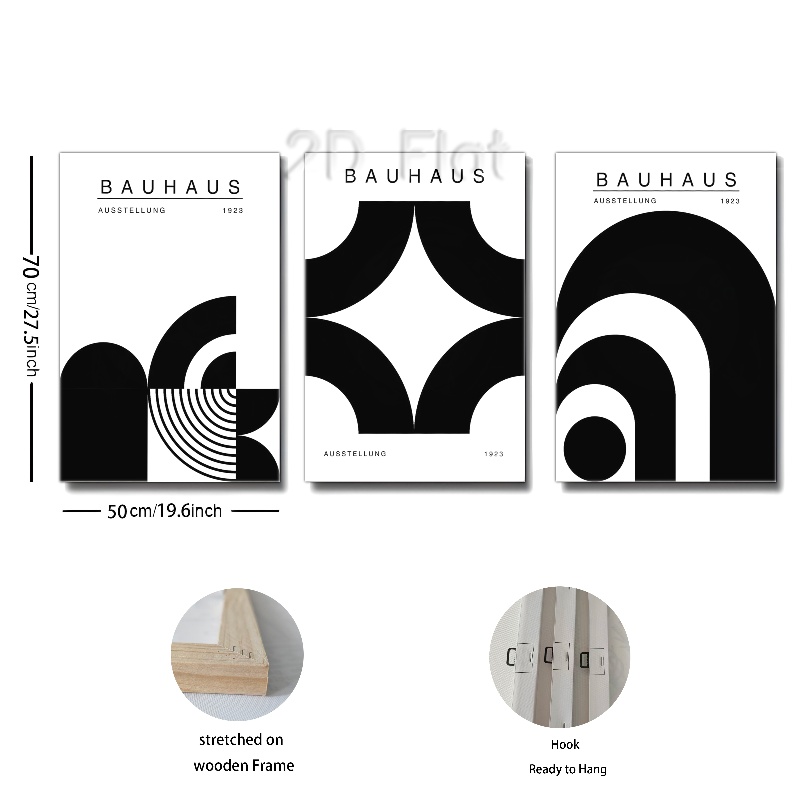 2D Flat
BAUHAUS
AUSSTELLUNG 1923
BAUHAUS
AUSSTELLUNG 1923
BAUHAUS
AUSSTELLUNG 1923
70 cm/27.5inch
50cm/19.6inch
stretched on
wooden Frame
Hook
Ready to Hang